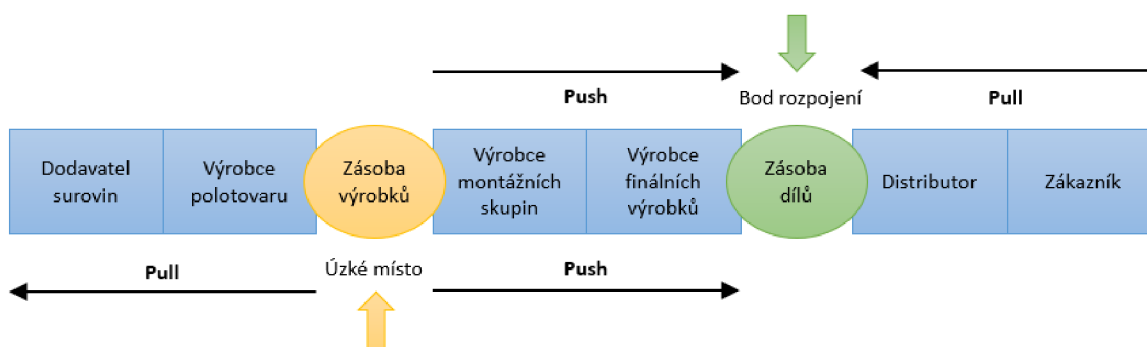 Push
Bod rozpojení
Pull
Dodavatel
surovin
Výrobce
polotovaru
Zásoba
výrobků
Výrobce
montážních
skupin
Výrobce
finálních
výrobků
Zásoba
dílů
Distributor
Zákazník
Pull
Úzké místo
Push